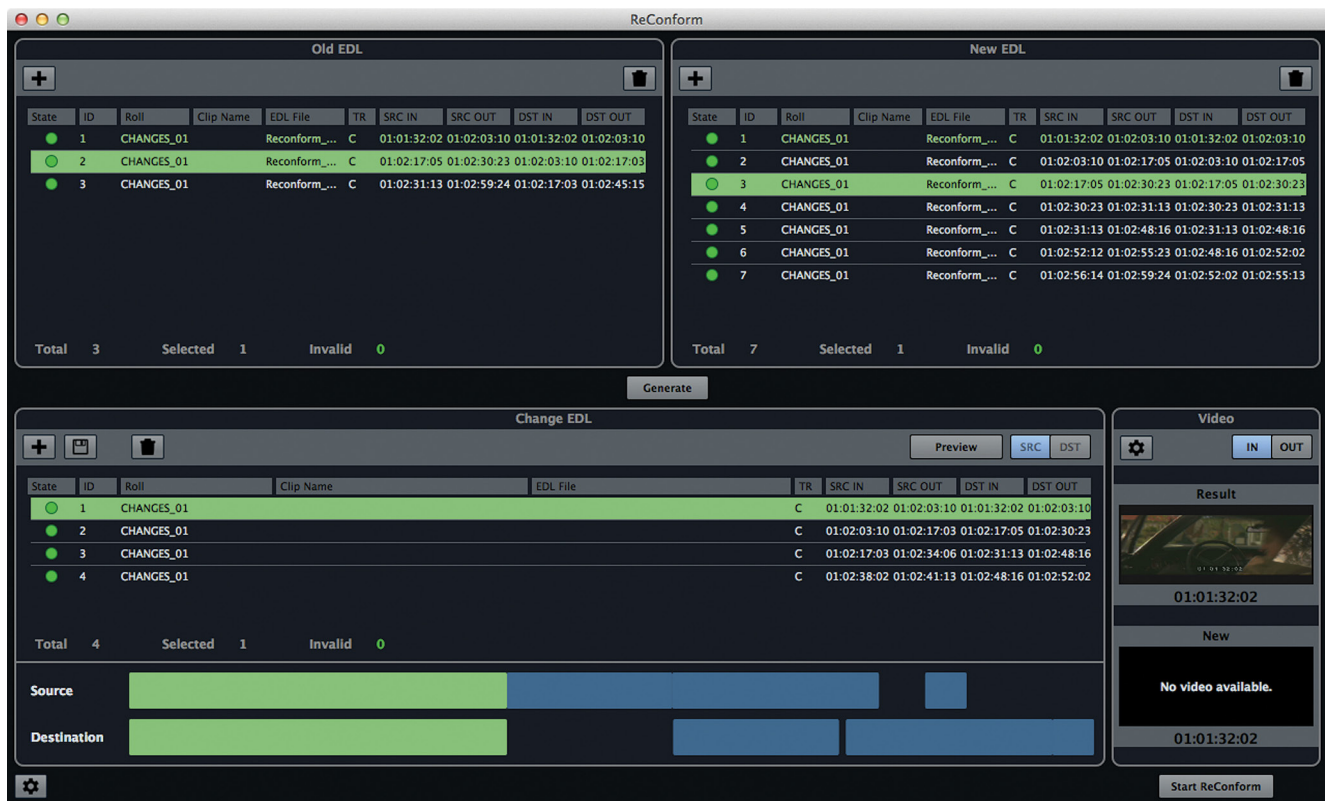 ReConform
Old EDL
State ID Roll Clip Name EDL File TR SRC IN SRC OUT DST IN DST OUT
1 CHANGES_01 Reconform_... C 01:01:32:02 01:02:03:10 01:01:32:02 01:02:03:10
2 CHANGES_01 Reconform_... C 01:02:17:05 01:02:30:23 01:02:03:10 01:02:17:03
3 CHANGES_01 Reconform_... C 01:02:31:13 01:02:59:24 01:02:17:03 01:02:45:15
Total 3 Selected 1 Invalid 0
New EDL
State ID Roll Clip Name EDL File TR SRC IN SRC OUT DST IN DST OUT
1 CHANGES_01 Reconform_... C 01:01:32:02 01:02:03:10 01:01:32:02 01:02:03:10
2 CHANGES_01 Reconform_... C 01:02:03:10 01:02:17:05 01:02:03:10 01:02:17:05
3 CHANGES_01 Reconform_... C 01:02:17:05 01:02:30:23 01:02:17:05 01:02:30:23
4 CHANGES_01 Reconform_... C 01:02:30:23 01:02:31:13 01:02:30:23 01:02:31:13
5 CHANGES_01 Reconform_... C 01:02:31:13 01:02:48:16 01:02:31:13 01:02:48:16
6 CHANGES_01 Reconform_... C 01:02:52:12 01:02:55:23 01:02:48:16 01:02:52:02
7 CHANGES_01 Reconform_... C 01:02:56:14 01:02:59:24 01:02:52:02 01:02:55:13
Total 7 Selected 1 Invalid 0
Generate
Change EDL
Preview SRC DST
State ID Roll Clip Name EDL File TR SRC IN SRC OUT DST IN DST OUT
1 CHANGES_01 C 01:01:32:02 01:02:03:10 01:01:32:02 01:02:03:10
2 CHANGES_01 C 01:02:03:10 01:02:17:03 01:02:17:05 01:02:30:23
3 CHANGES_01 C 01:02:17:03 01:02:34:06 01:02:31:13 01:02:48:16
4 CHANGES_01 C 01:02:38:02 01:02:41:13 01:02:48:16 01:02:52:02
Total 4 Selected 1 Invalid 0
Source
Destination
Video
IN OUT
Result
01:01:32:02
01:01:32:02
New
No video available.
01:01:32:02
Start ReConform